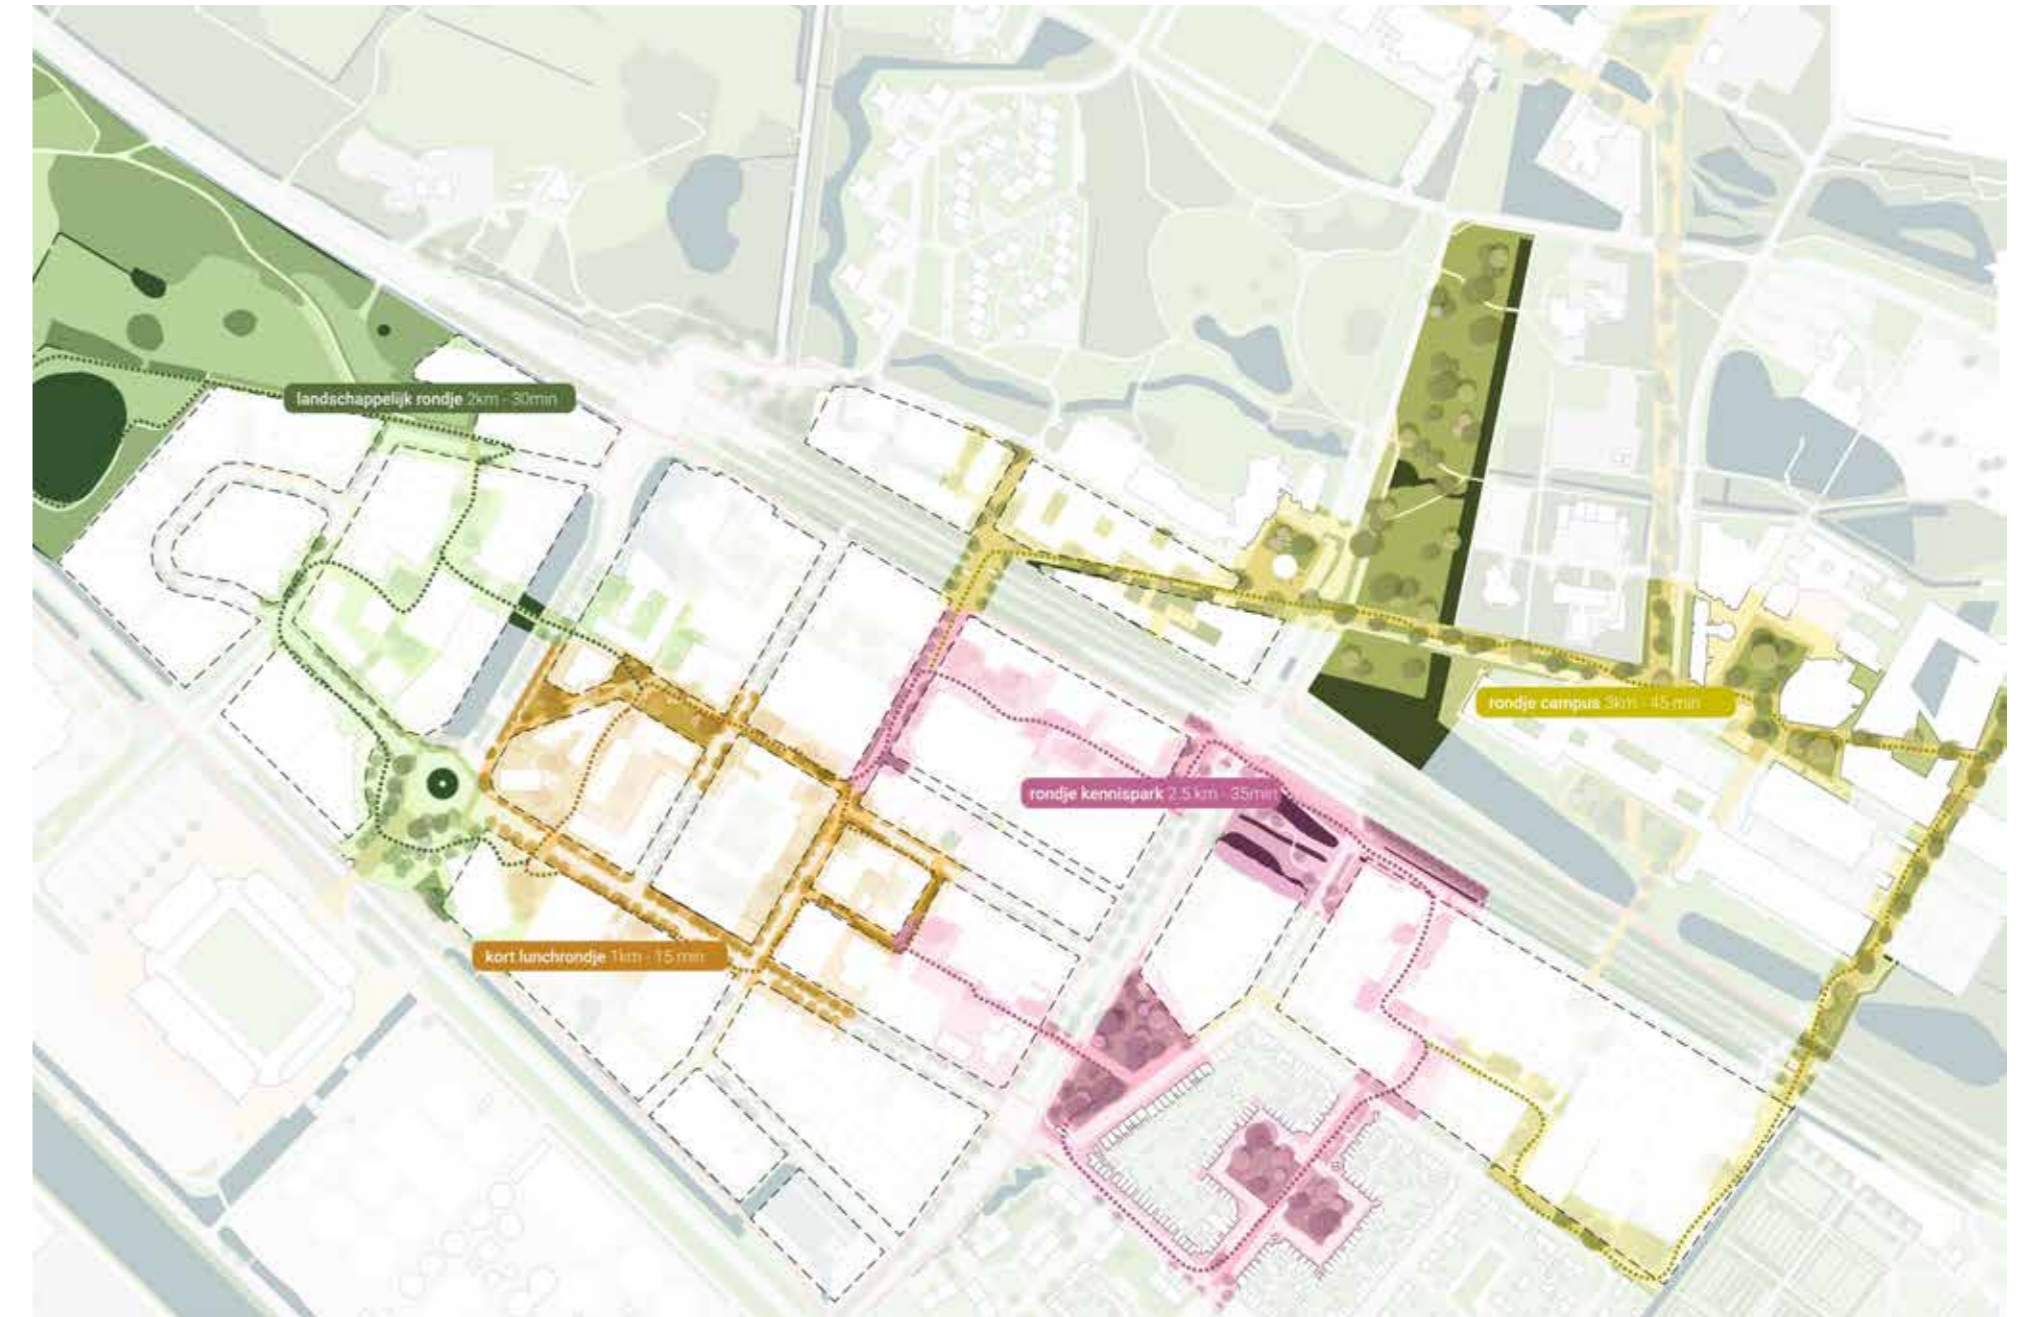 landschappelijk rondje 2km - 30min
rondje campus 3km - 45 min
rondje kennispark 2.5 km - 35min
kort lunchrondje 1km - 15 min